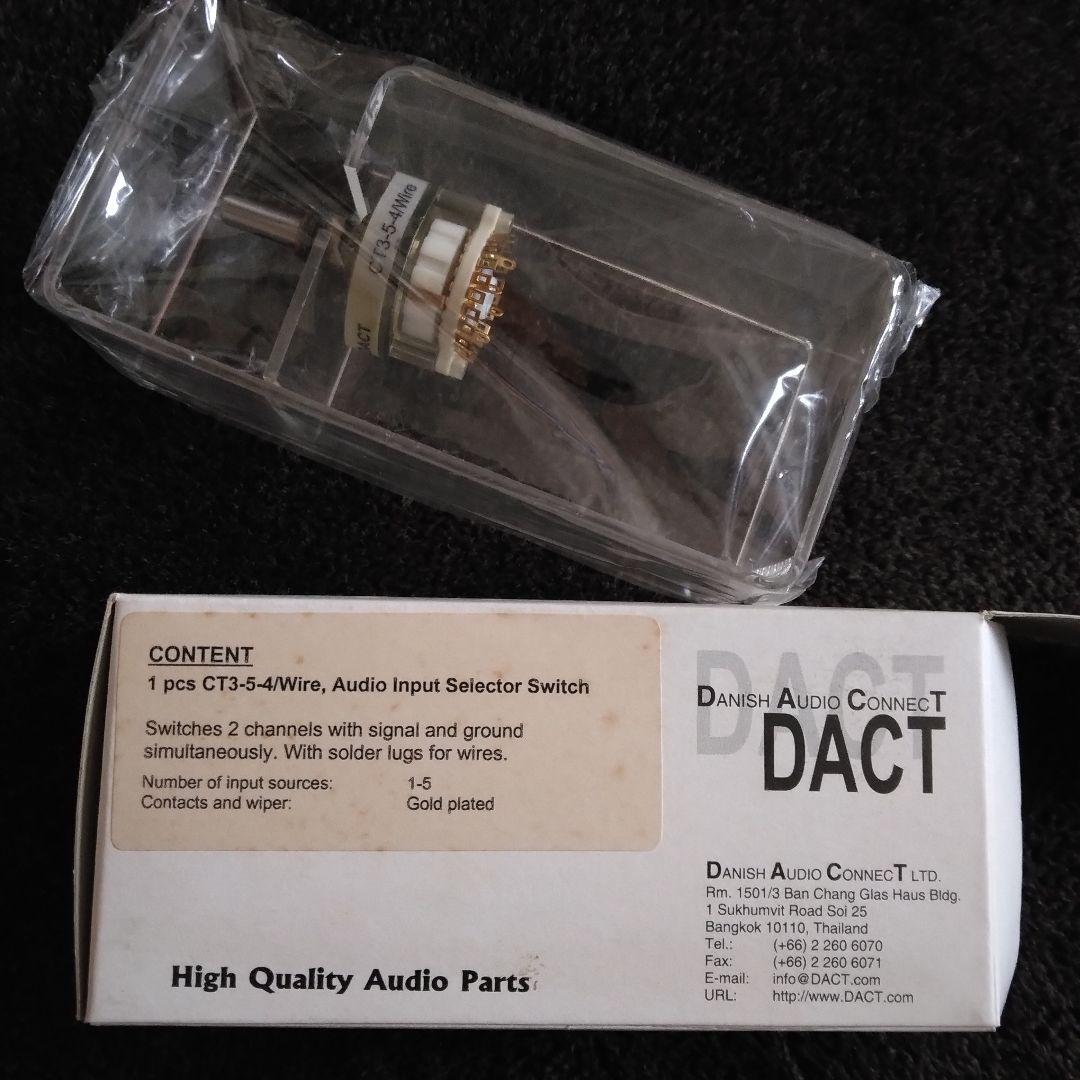 CT3-5-4/Wire
DACT
CONTENT
1 pcs CT3-5-4/Wire, Audio Input Selector Switch
Switches 2 channels with signal and ground
simultaneously. With solder lugs for wires.
Number of input sources: 1-5
Contacts and wiper: Gold plated
DACT
DANISH AUDIO CONNECT
DACT
DANISH AUDIO CONNECT LTD.
Rm. 1501/3 Ban Chang Glas Haus Bldg.
1 Sukhumvit Road Soi 25
Bangkok 10110, Thailand
Tel.: (+66) 2 260 6070
Fax: (+66) 2 260 6071
E-mail: info@DACT.com
URL: http://www.DACT.com
High Quality Audio Parts